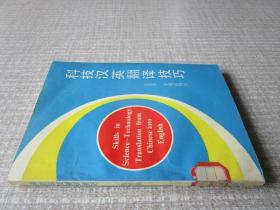 科技汉英翻译技巧
Skills in
Science-Technology
Translation from
Chinese into
English